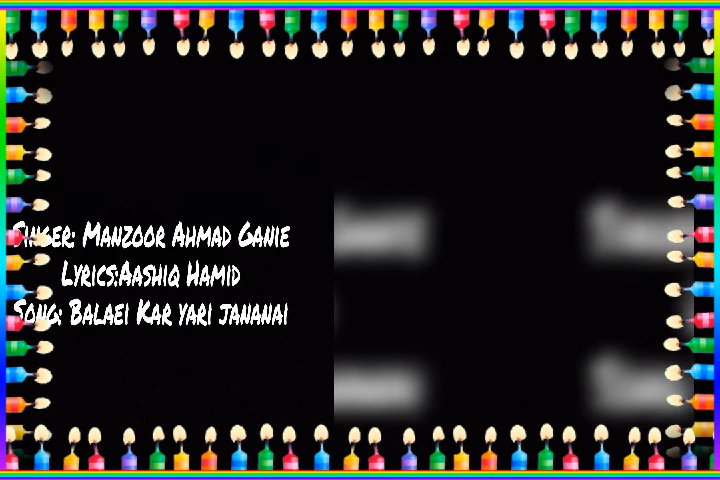 Singer: Manzoor Ahmad Ganie
Lyrics:Aashiq Hamid
Song: Balaei Kar yari jananai